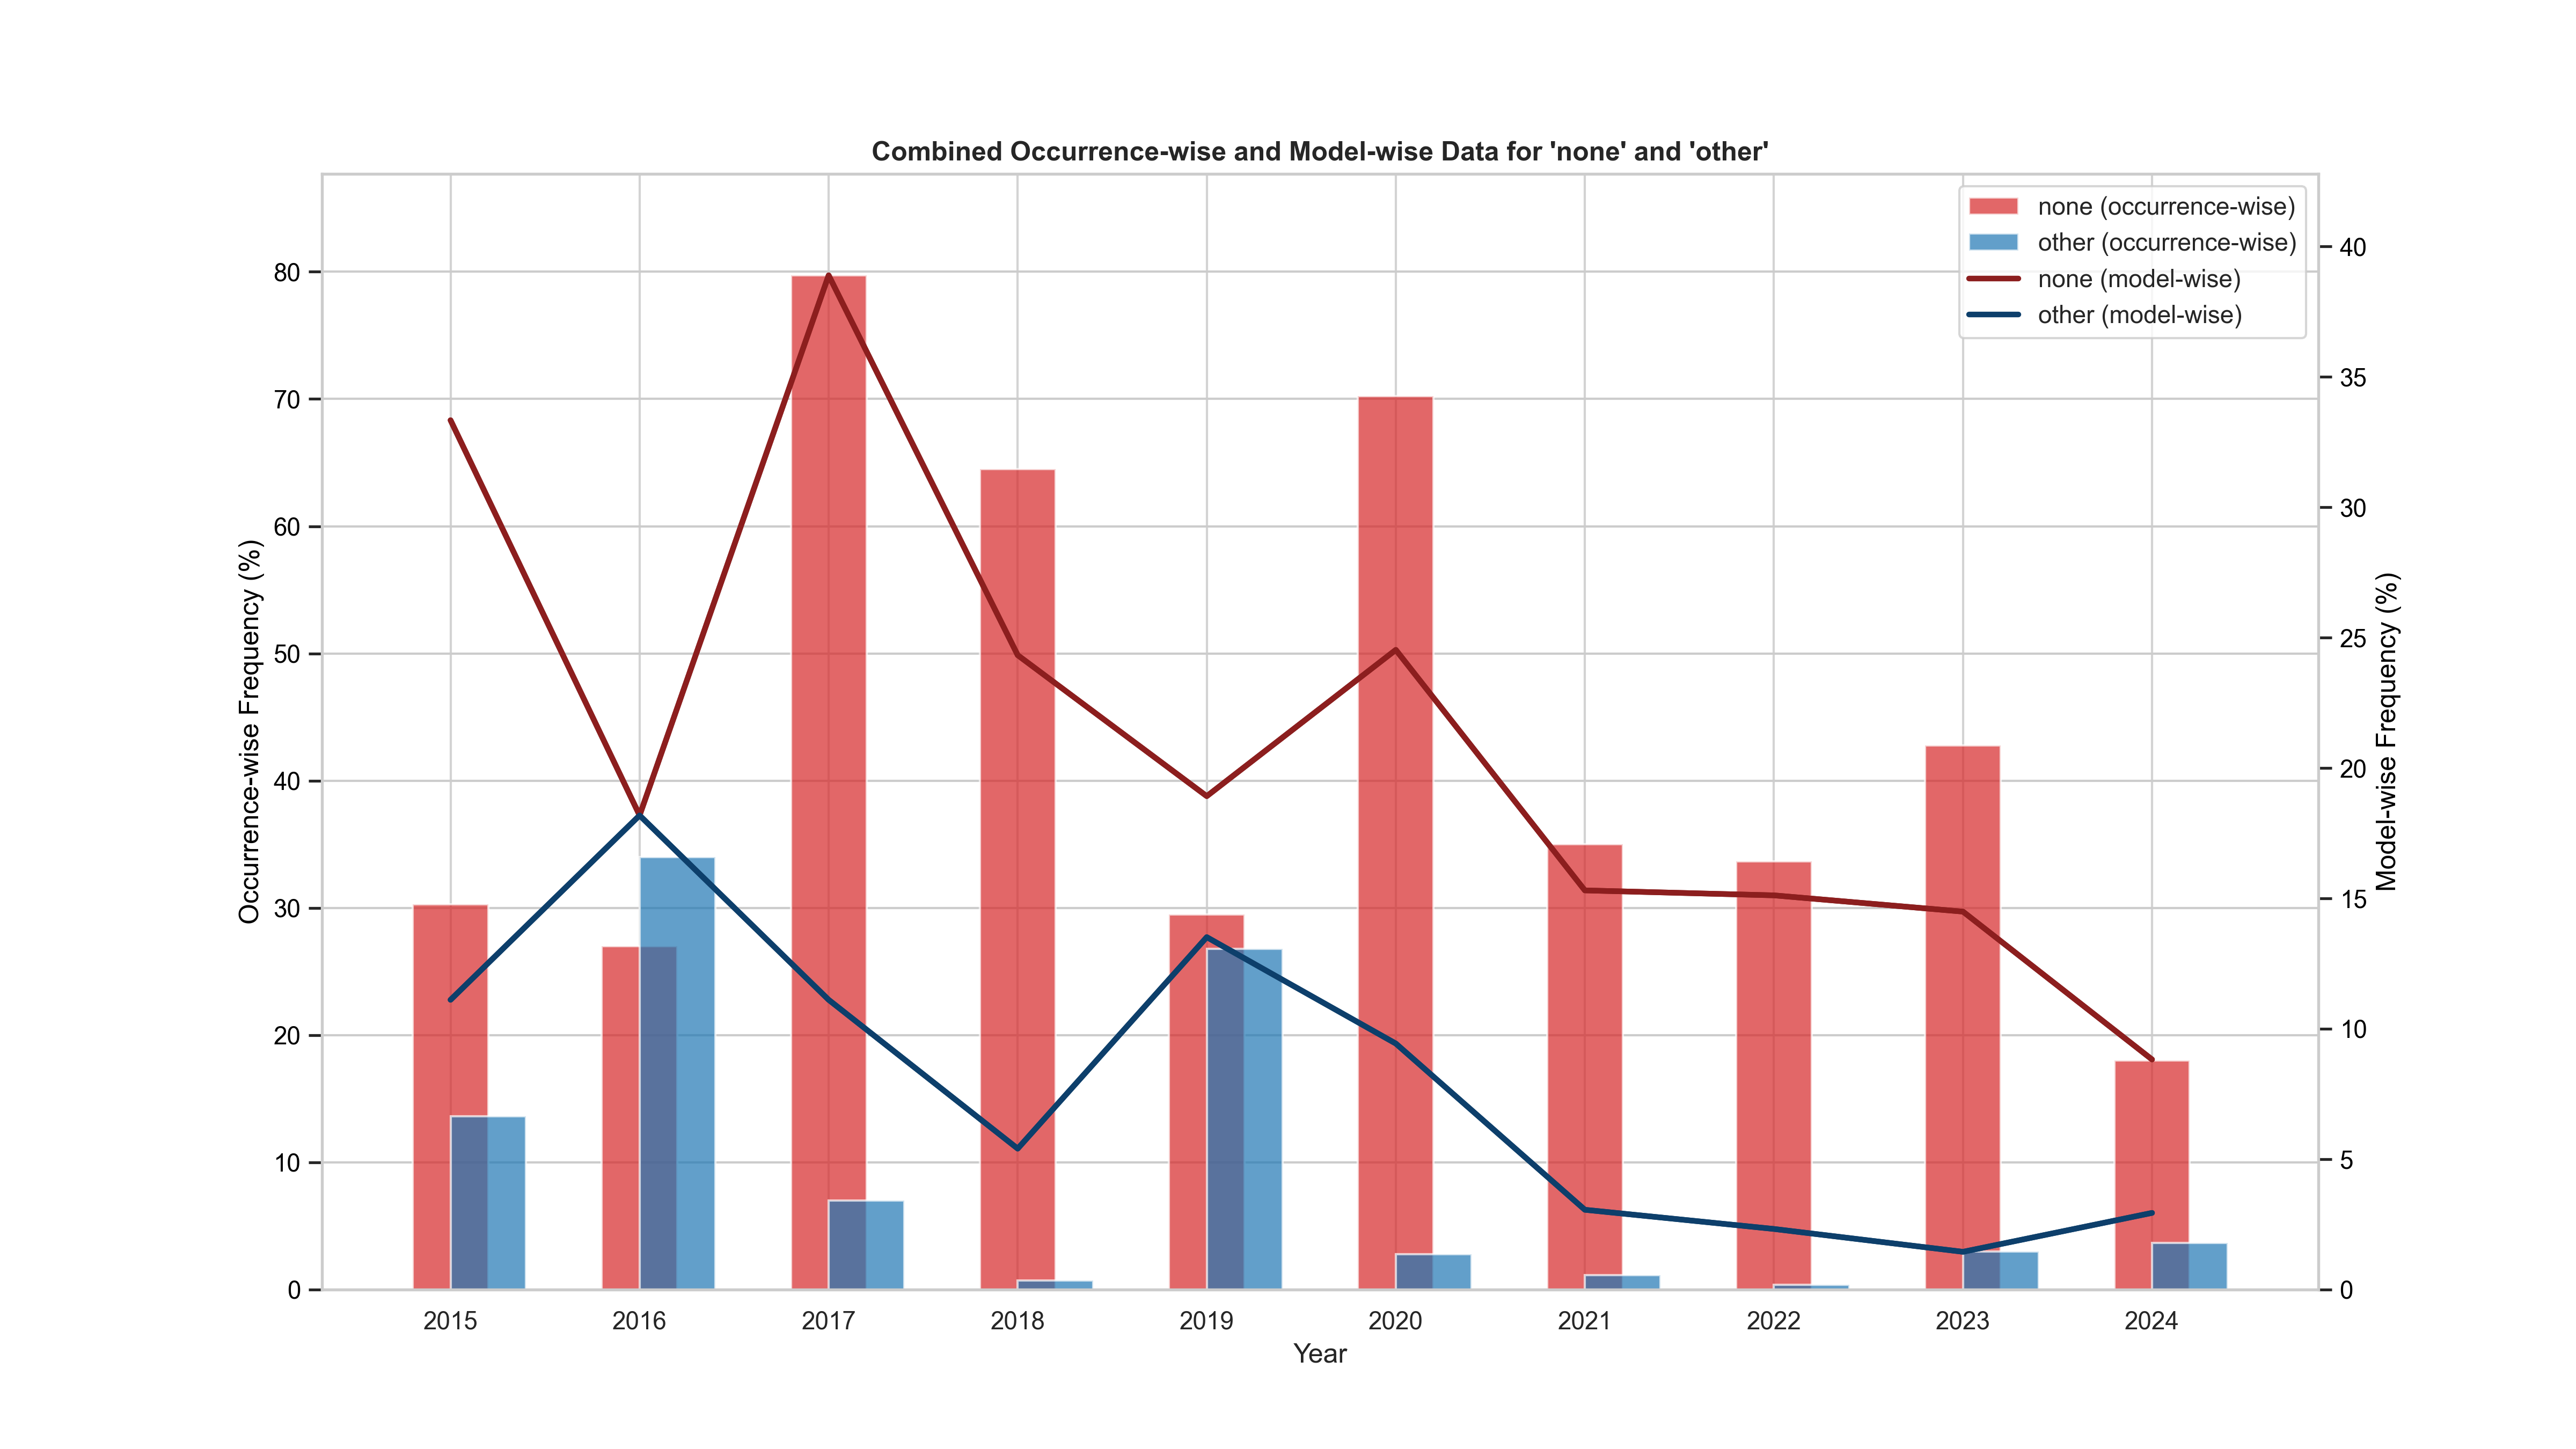 Combined Occurrence-wise and Model-wise Data for 'none' and 'other'
none (occurrence-wise)
other (occurrence-wise)
none (model-wise)
other (model-wise)
Occurrence-wise Frequency (%)
80
70
60
50
40
30
20
10
0
Model-wise Frequency (%)
40
35
30
25
20
15
10
5
0
2015 2016 2017 2018 2019 2020 2021 2022 2023 2024
Year